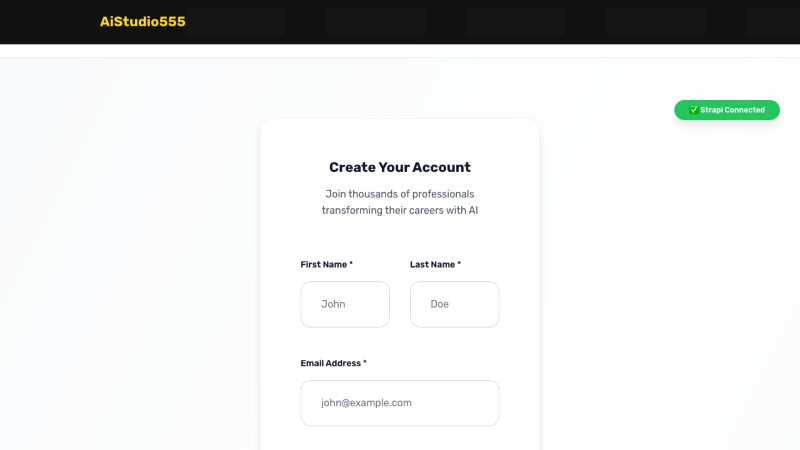 AiStudio555
✅ Strapi Connected
Create Your Account
Join thousands of professionals
transforming their careers with AI
First Name *
Last Name *
John
Doe
Email Address *
john@example.com